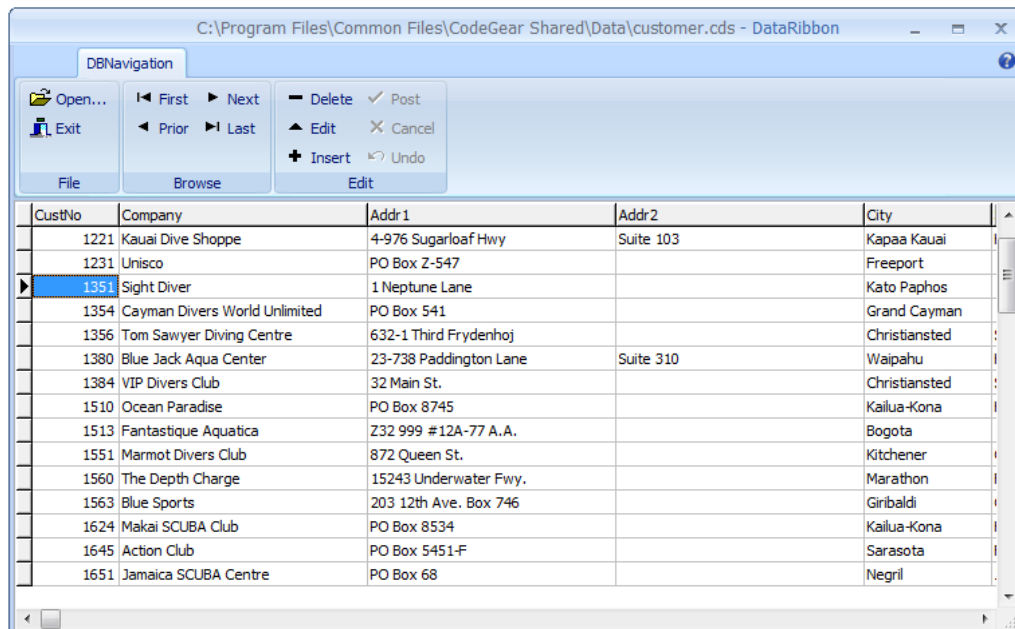 C:\Program Files\Common Files\CodeGear Shared\Data\customer.cds - DataRibbon
DBNavigation
Open... First Next Delete Post
Exit Prior Last Edit Cancel
Insert Undo
File Browse Edit
CustNo Company Addr1 Addr2 City
1221 Kauai Dive Shoppe 4-976 Sugarloaf Hwy Suite 103 Kapaa Kauai
1231 Unisco PO Box Z-547 Freeport
1351 Sight Diver 1 Neptune Lane Kato Paphos
1354 Cayman Divers World Unlimited PO Box 541 Grand Cayman
1356 Tom Sawyer Diving Centre 632-1 Third Frydenhoj Christiansted
1380 Blue Jack Aqua Center 23-738 Paddington Lane Suite 310 Waipahu
1384 VIP Divers Club 32 Main St. Christiansted
1510 Ocean Paradise PO Box 8745 Kailua-Kona
1513 Fantastique Aquatica Z32 999 #12A-77 A.A. Bogota
1551 Marmot Divers Club 872 Queen St. Kitchener
1560 The Depth Charge 15243 Underwater Fwy. Marathon
1563 Blue Sports 203 12th Ave. Box 746 Giribaldi
1624 Makai SCUBA Club PO Box 8534 Kailua-Kona
1645 Action Club PO Box 5451-F Sarasota
1651 Jamaica SCUBA Centre PO Box 68 Negril